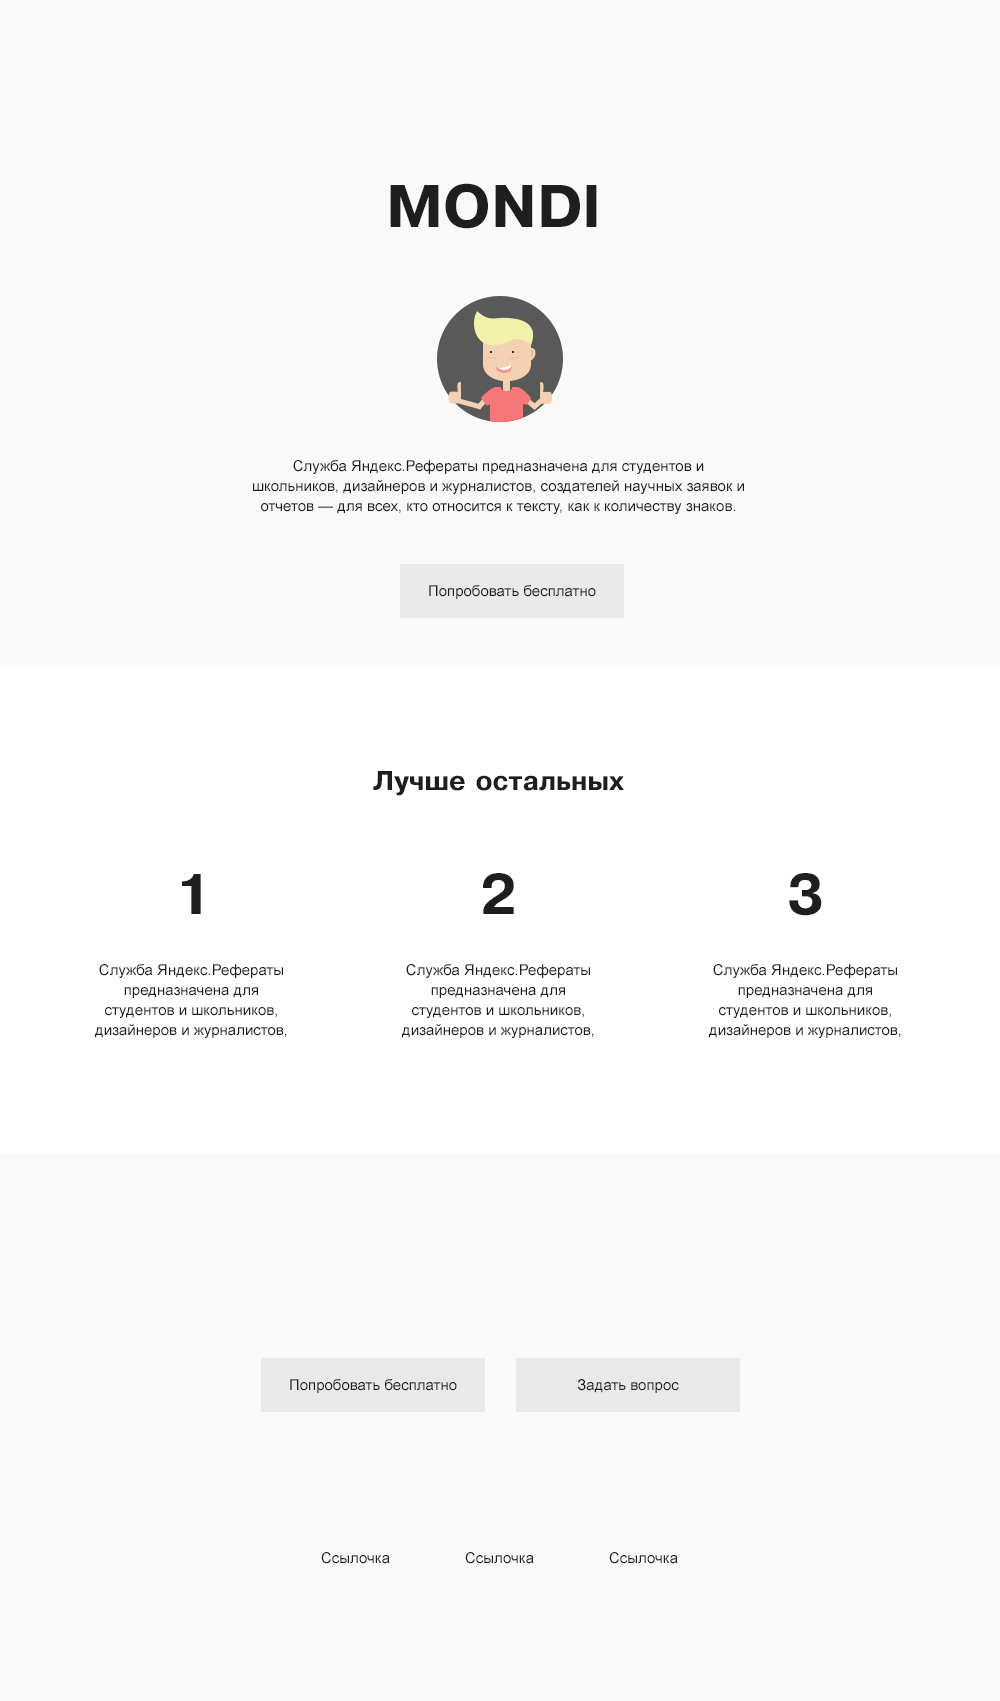 MONDI
Служба Яндекс.Рефераты предназначена для студентов и
школьников, дизайнеров и журналистов, создателей научных заявок и
отчетов — для всех, кто относится к тексту, как к количеству знаков.
Попробовать бесплатно
Лучше остальных
1
Служба Яндекс.Рефераты
предназначена для
студентов и школьников,
дизайнеров и журналистов,
2
Служба Яндекс.Рефераты
предназначена для
студентов и школьников,
дизайнеров и журналистов,
3
Служба Яндекс.Рефераты
предназначена для
студентов и школьников,
дизайнеров и журналистов,
Попробовать бесплатно
Задать вопрос
Ссылочка
Ссылочка
Ссылочка